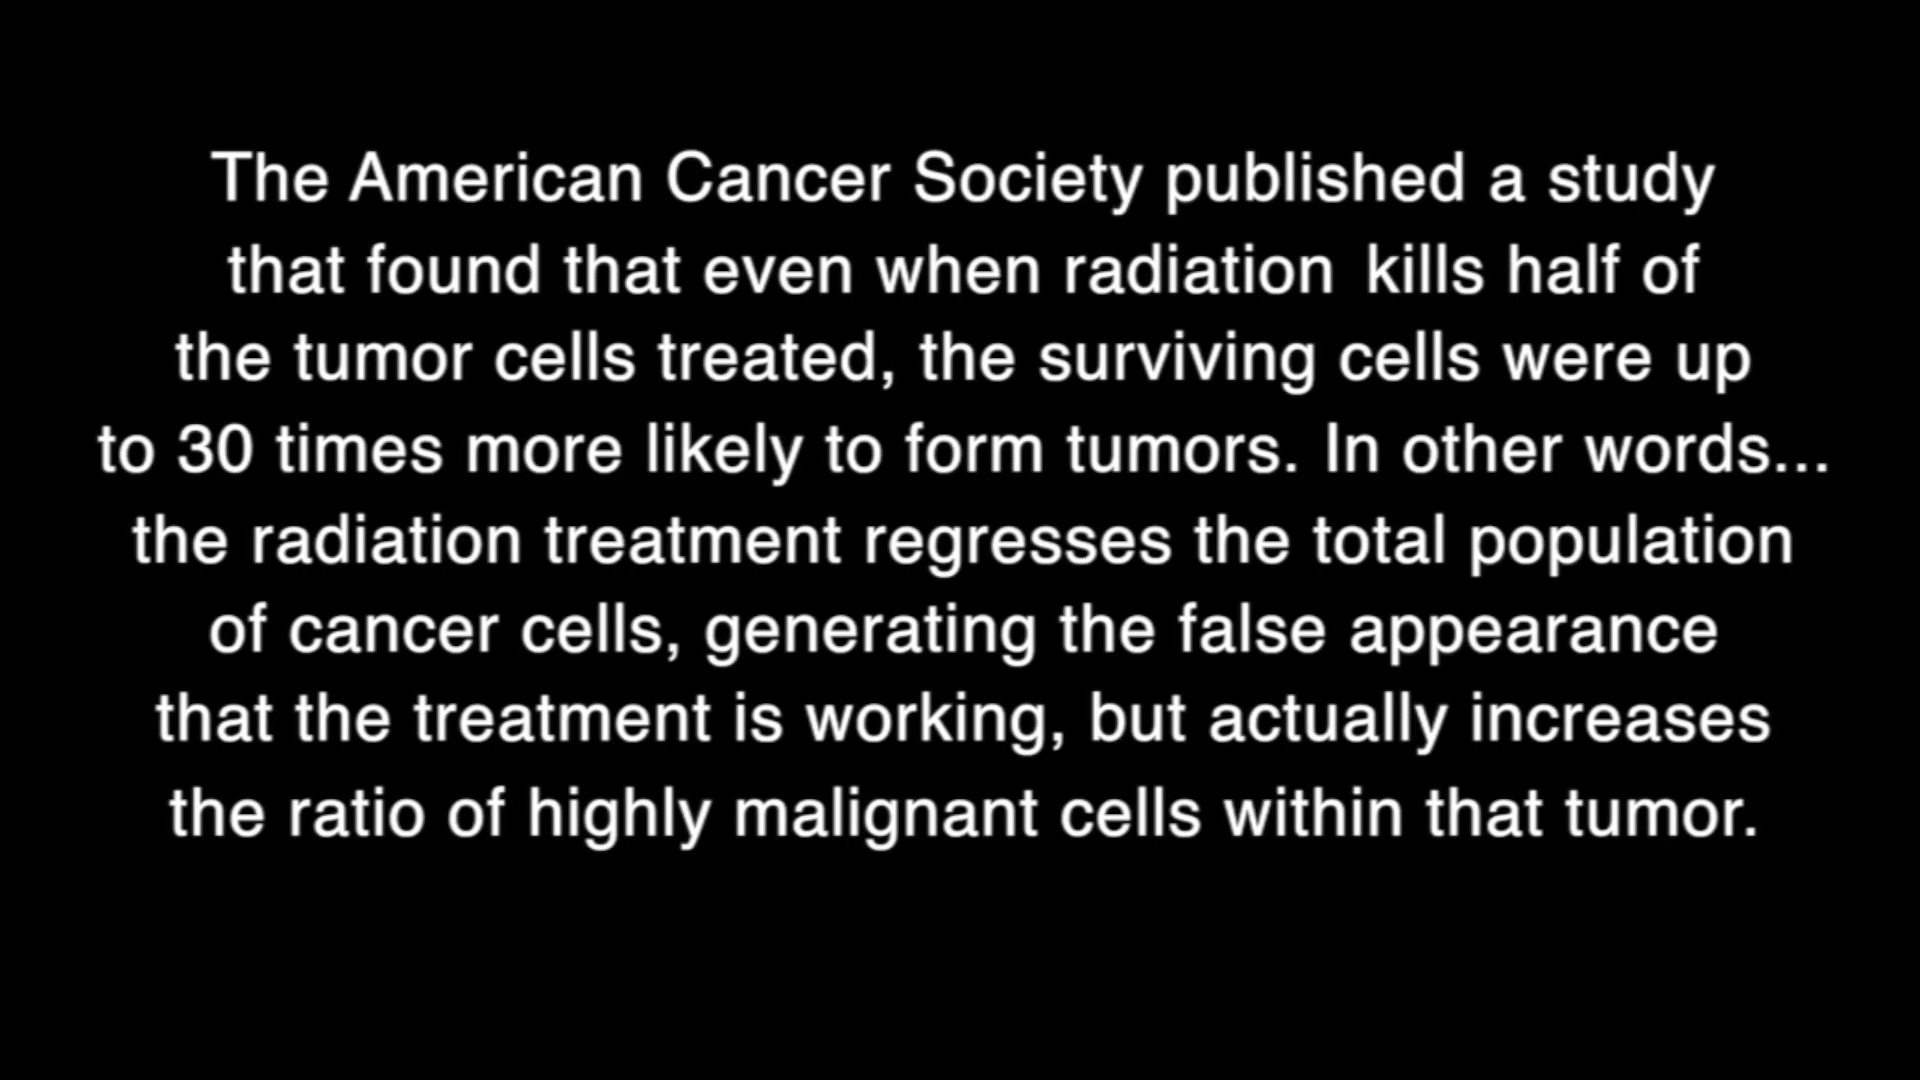 The American Cancer Society published a study
that found that even when radiation kills half of
the tumor cells treated, the surviving cells were up
to 30 times more likely to form tumors. In other words...
the radiation treatment regresses the total population
of cancer cells, generating the false appearance
that the treatment is working, but actually increases
the ratio of highly malignant cells within that tumor.